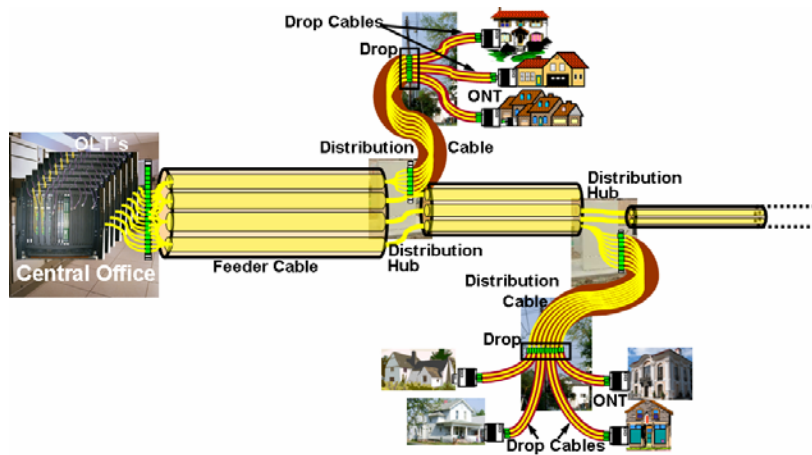 Drop Cables
Drop
ONT
OLT's
Distribution
Cable
Distribution
Hub
Central Office
Feeder Cable
Distribution
Hub
Distribution
Cable
Drop
ONT
Drop Cables